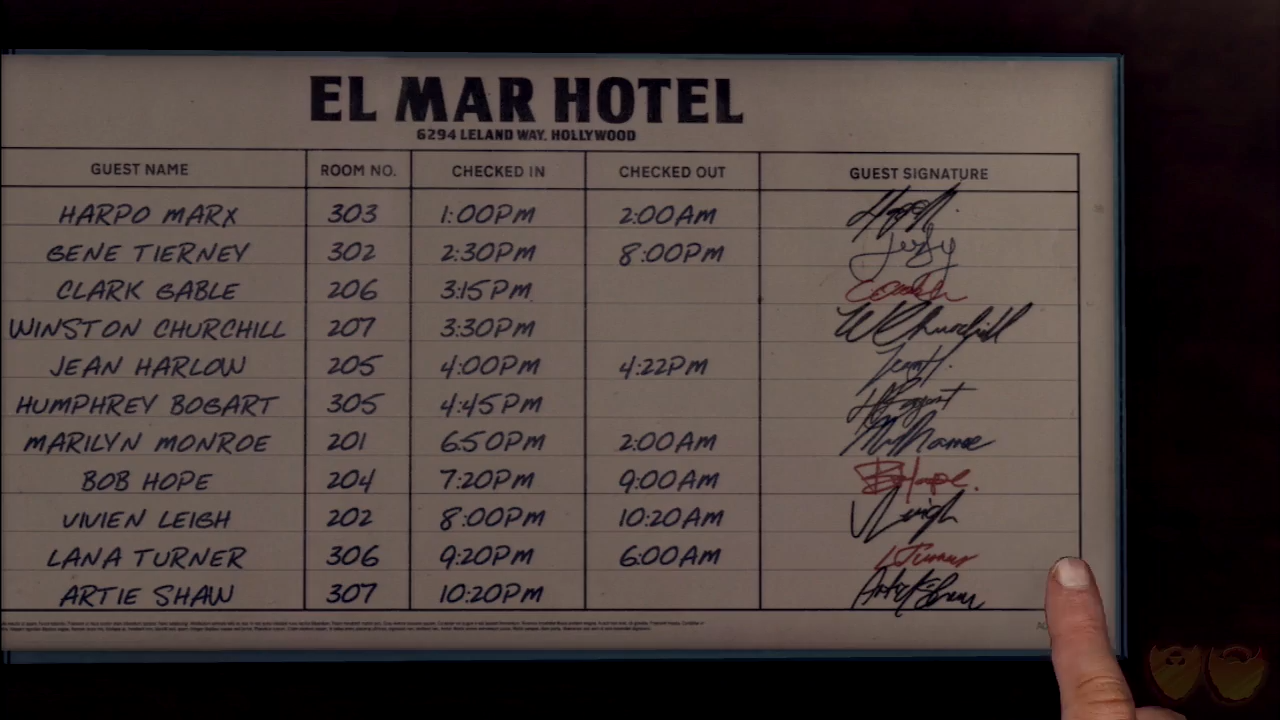 EL MAR HOTEL
6294 LELAND WAY, HOLLYWOOD
GUEST NAME ROOM NO. CHECKED IN CHECKED OUT GUEST SIGNATURE
HARPO MARX 303 1:00PM 2:00AM
GENE TIERNEY 302 2:30PM 8:00PM
CLARK GABLE 206 3:15PM
WINSTON CHURCHILL 207 3:30PM WChurchill
JEAN HARLOW 205 4:00PM 4:22PM
HUMPHREY BOGART 305 4:45PM
MARILYN MONROE 201 6:50PM 2:00AM
BOB HOPE 204 7:20PM 9:00AM BHope.
VIVIEN LEIGH 202 8:00PM 10:20AM VLeigh
LANA TURNER 306 9:20PM 6:00AM LTurner
ARTIE SHAW 307 10:20PM